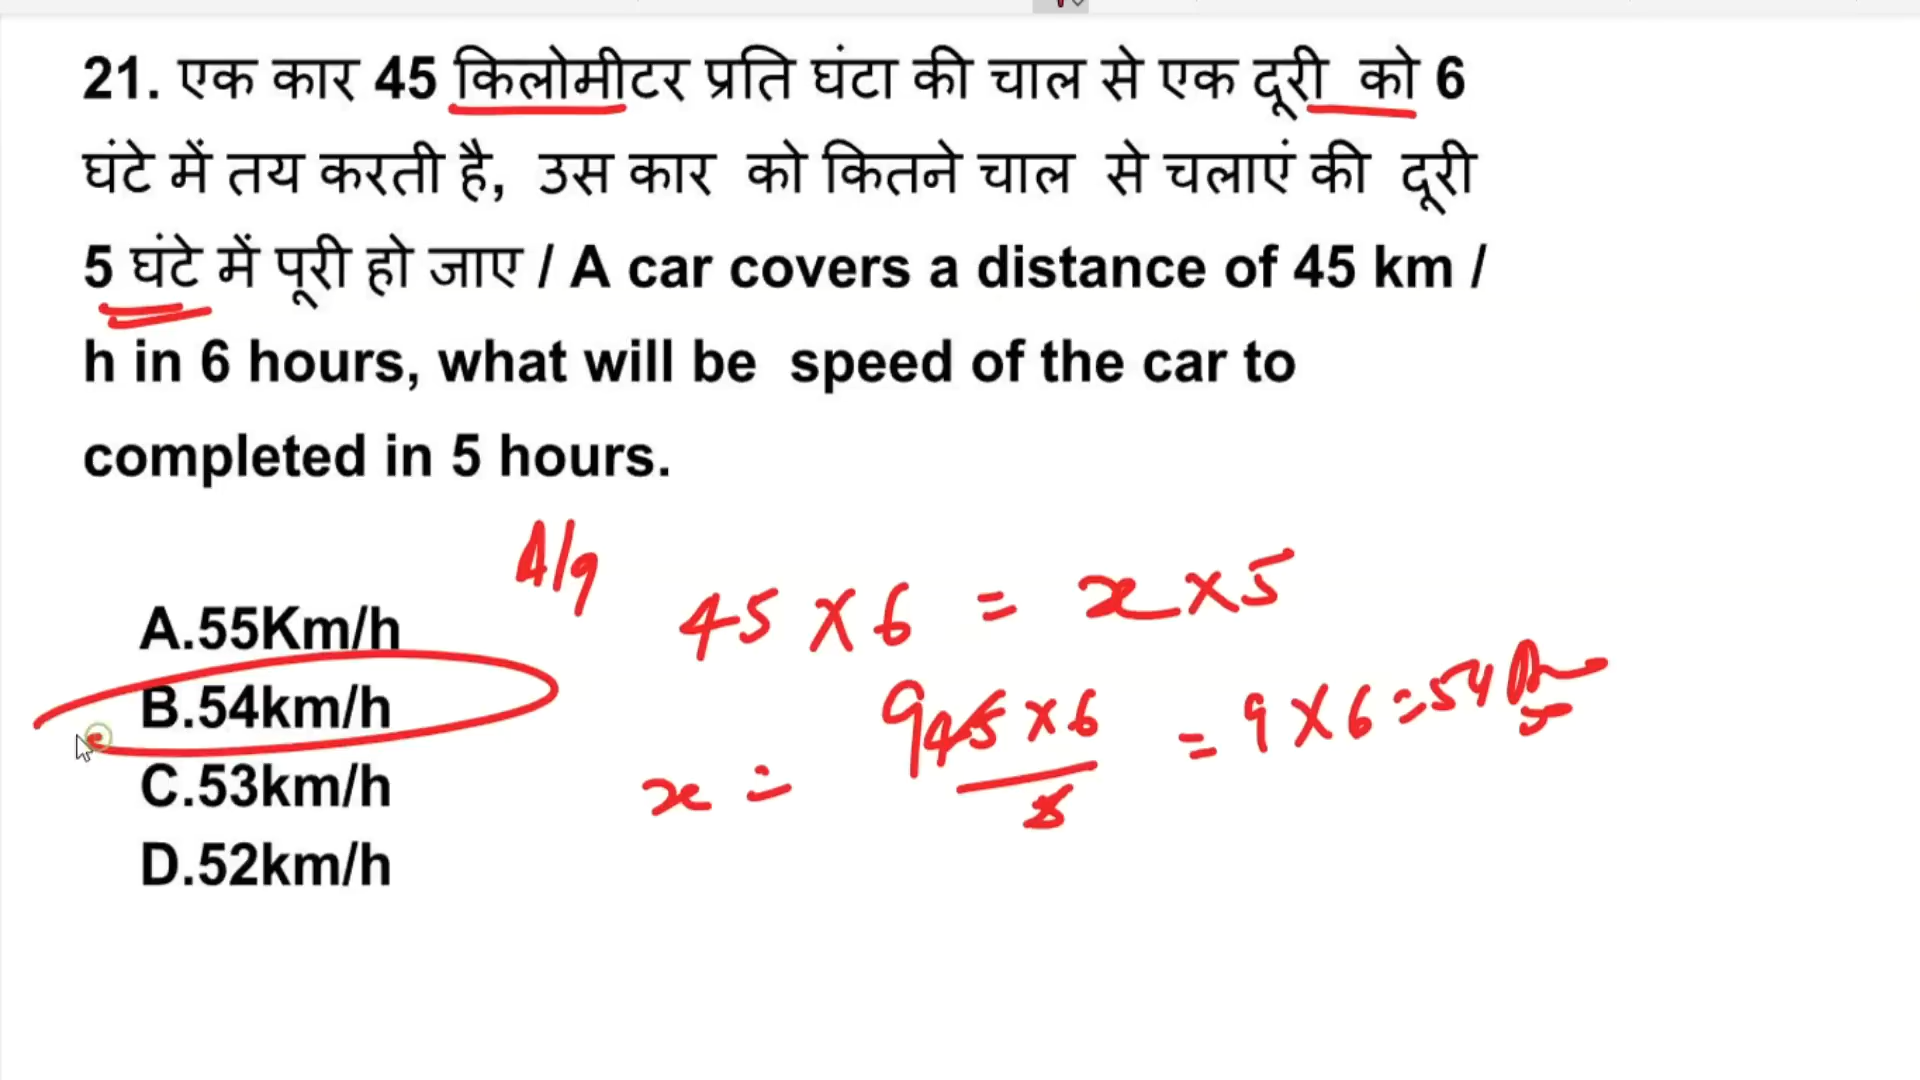 21. एक कार 45 किलोमीटर प्रति घंटा की चाल से एक दूरी को 6
घंटे में तय करती है, उस कार को कितने चाल से चलाएं की दूरी
5 घंटे में पूरी हो जाए / A car covers a distance of 45 km /
h in 6 hours, what will be speed of the car to
completed in 5 hours.
A/q
45 × 6 = x × 5
A.55Km/h
B.54km/h
C.53km/h
D.52km/h
x = 9 45 × 6 / 5 = 9 × 6 = 54